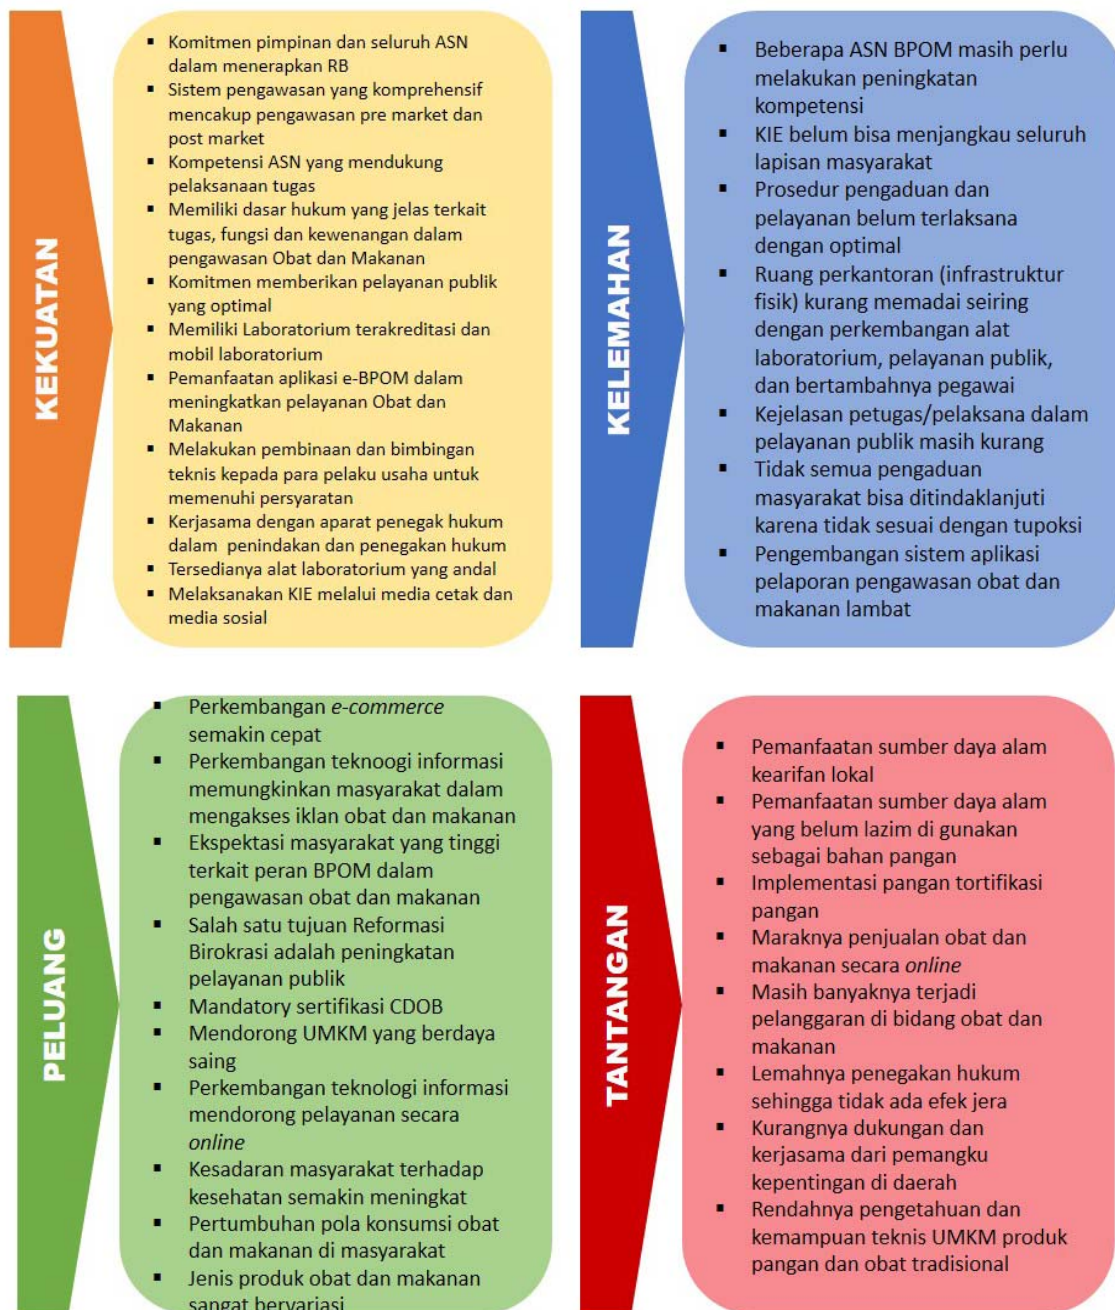 KEKUATAN
▪ Komitmen pimpinan dan seluruh ASN
dalam menerapkan RB
▪ Sistem pengawasan yang komprehensif
mencakup pengawasan pre market dan
post market
▪ Kompetensi ASN yang mendukung
pelaksanaan tugas
▪ Memiliki dasar hukum yang jelas terkait
tugas, fungsi dan kewenangan dalam
pengawasan Obat dan Makanan
▪ Komitmen memberikan pelayanan publik
yang optimal
▪ Memiliki Laboratorium terakreditasi dan
mobil laboratorium
▪ Pemanfaatan aplikasi e-BPOM dalam
meningkatkan pelayanan Obat dan
Makanan
▪ Melakukan pembinaan dan bimbingan
teknis kepada para pelaku usaha untuk
memenuhi persyaratan
▪ Kerjasama dengan aparat penegak hukum
dalam penindakan dan penegakan hukum
▪ Tersedianya alat laboratorium yang andal
▪ Melaksanakan KIE melalui media cetak dan
media sosial
KELEMAHAN
▪ Beberapa ASN BPOM masih perlu
melakukan peningkatan
kompetensi
▪ KIE belum bisa menjangkau seluruh
lapisan masyarakat
▪ Prosedur pengaduan dan
pelayanan belum terlaksana
dengan optimal
▪ Ruang perkantoran (infrastruktur
fisik) kurang memadai seiring
dengan perkembangan alat
laboratorium, pelayanan publik,
dan bertambahnya pegawai
▪ Kejelasan petugas/pelaksana dalam
pelayanan publik masih kurang
▪ Tidak semua pengaduan
masyarakat bisa ditindaklanjuti
karena tidak sesuai dengan tupoksi
▪ Pengembangan sistem aplikasi
pelaporan pengawasan obat dan
makanan lambat
PELUANG
▪ Perkembangan e-commerce
semakin cepat
▪ Perkembangan teknoogi informasi
memungkinkan masyarakat dalam
mengakses iklan obat dan makanan
▪ Ekspektasi masyarakat yang tinggi
terkait peran BPOM dalam
pengawasan obat dan makanan
▪ Salah satu tujuan Reformasi
Birokrasi adalah peningkatan
pelayanan publik
▪ Mandatory sertifikasi CDOB
▪ Mendorong UMKM yang berdaya
saing
▪ Perkembangan teknologi informasi
mendorong pelayanan secara
online
▪ Kesadaran masyarakat terhadap
kesehatan semakin meningkat
▪ Pertumbuhan pola konsumsi obat
dan makanan di masyarakat
▪ Jenis produk obat dan makanan
sangat bervariasi
TANTANGAN
▪ Pemanfaatan sumber daya alam
kearifan lokal
▪ Pemanfaatan sumber daya alam
yang belum lazim di gunakan
sebagai bahan pangan
▪ Implementasi pangan tortifikasi
pangan
▪ Maraknya penjualan obat dan
makanan secara online
▪ Masih banyaknya terjadi
pelanggaran di bidang obat dan
makanan
▪ Lemahnya penegakan hukum
sehingga tidak ada efek jera
▪ Kurangnya dukungan dan
kerjasama dari pemangku
kepentingan di daerah
▪ Rendahnya pengetahuan dan
kemampuan teknis UMKM produk
pangan dan obat tradisional